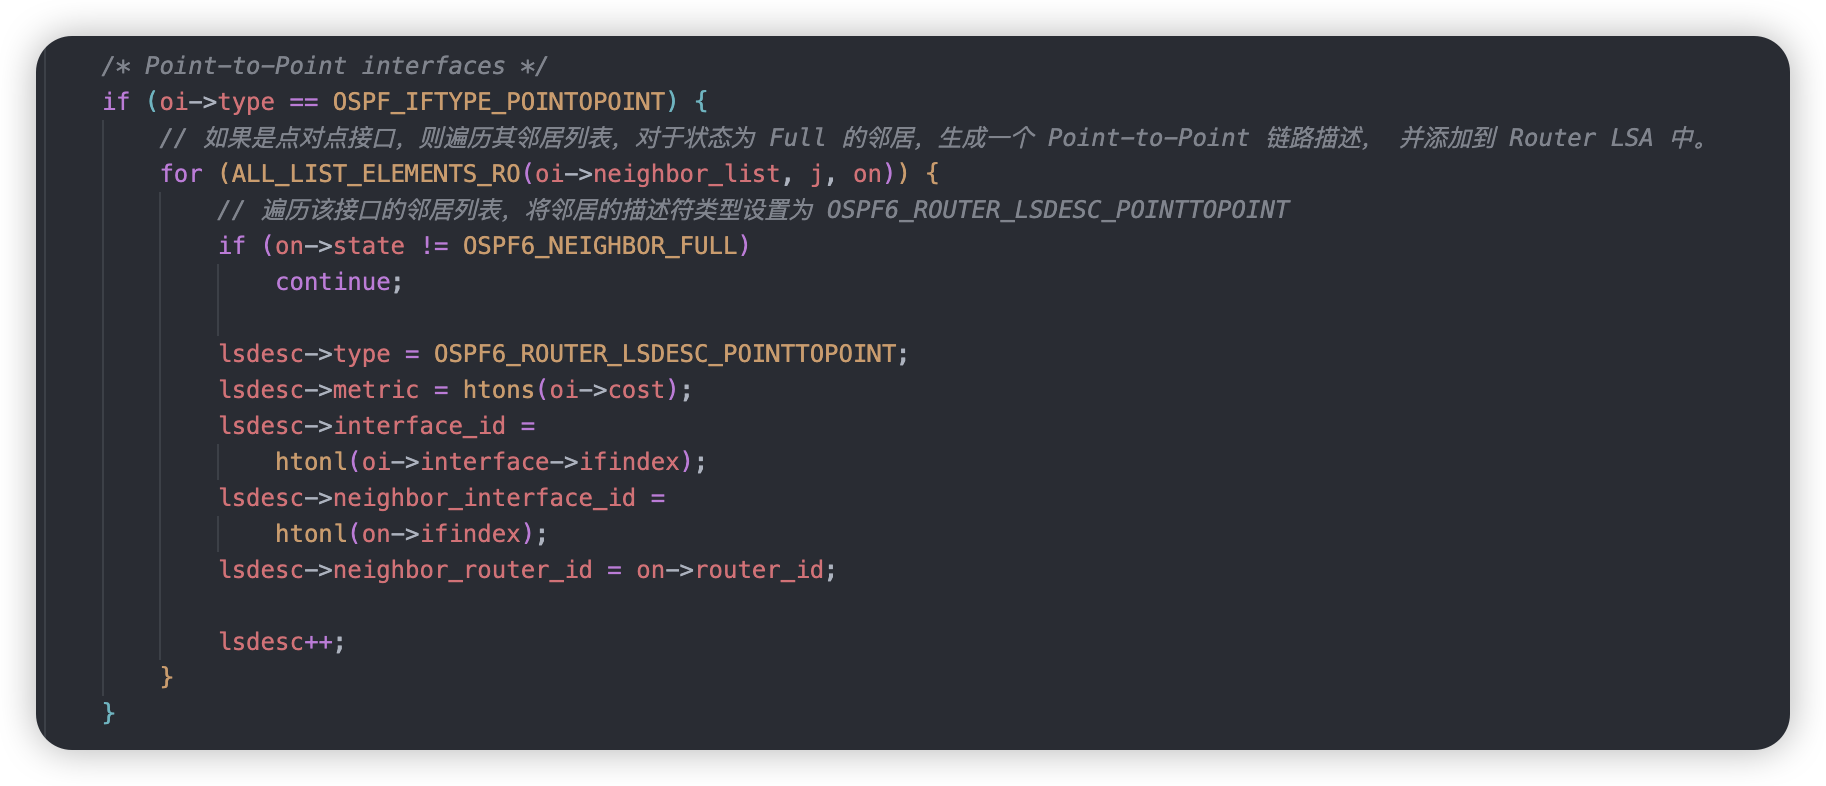 /* Point-to-Point interfaces */
if (oi->type == OSPF_IFTYPE_POINTOPOINT) {
// 如果是点对点接口，则遍历其邻居列表，对于状态为 Full 的邻居，生成一个 Point-to-Point 链路描述， 并添加到 Router LSA 中。
for (ALL_LIST_ELEMENTS_RO(oi->neighbor_list, j, on)) {
// 遍历该接口的邻居列表，将邻居的描述符类型设置为 OSPF6_ROUTER_LSDESC_POINTTOPOINT
if (on->state != OSPF6_NEIGHBOR_FULL)
continue;
lsdesc->type = OSPF6_ROUTER_LSDESC_POINTTOPOINT;
lsdesc->metric = htons(oi->cost);
lsdesc->interface_id =
htonl(oi->interface->ifindex);
lsdesc->neighbor_interface_id =
htonl(on->ifindex);
lsdesc->neighbor_router_id = on->router_id;
lsdesc++;
}
}